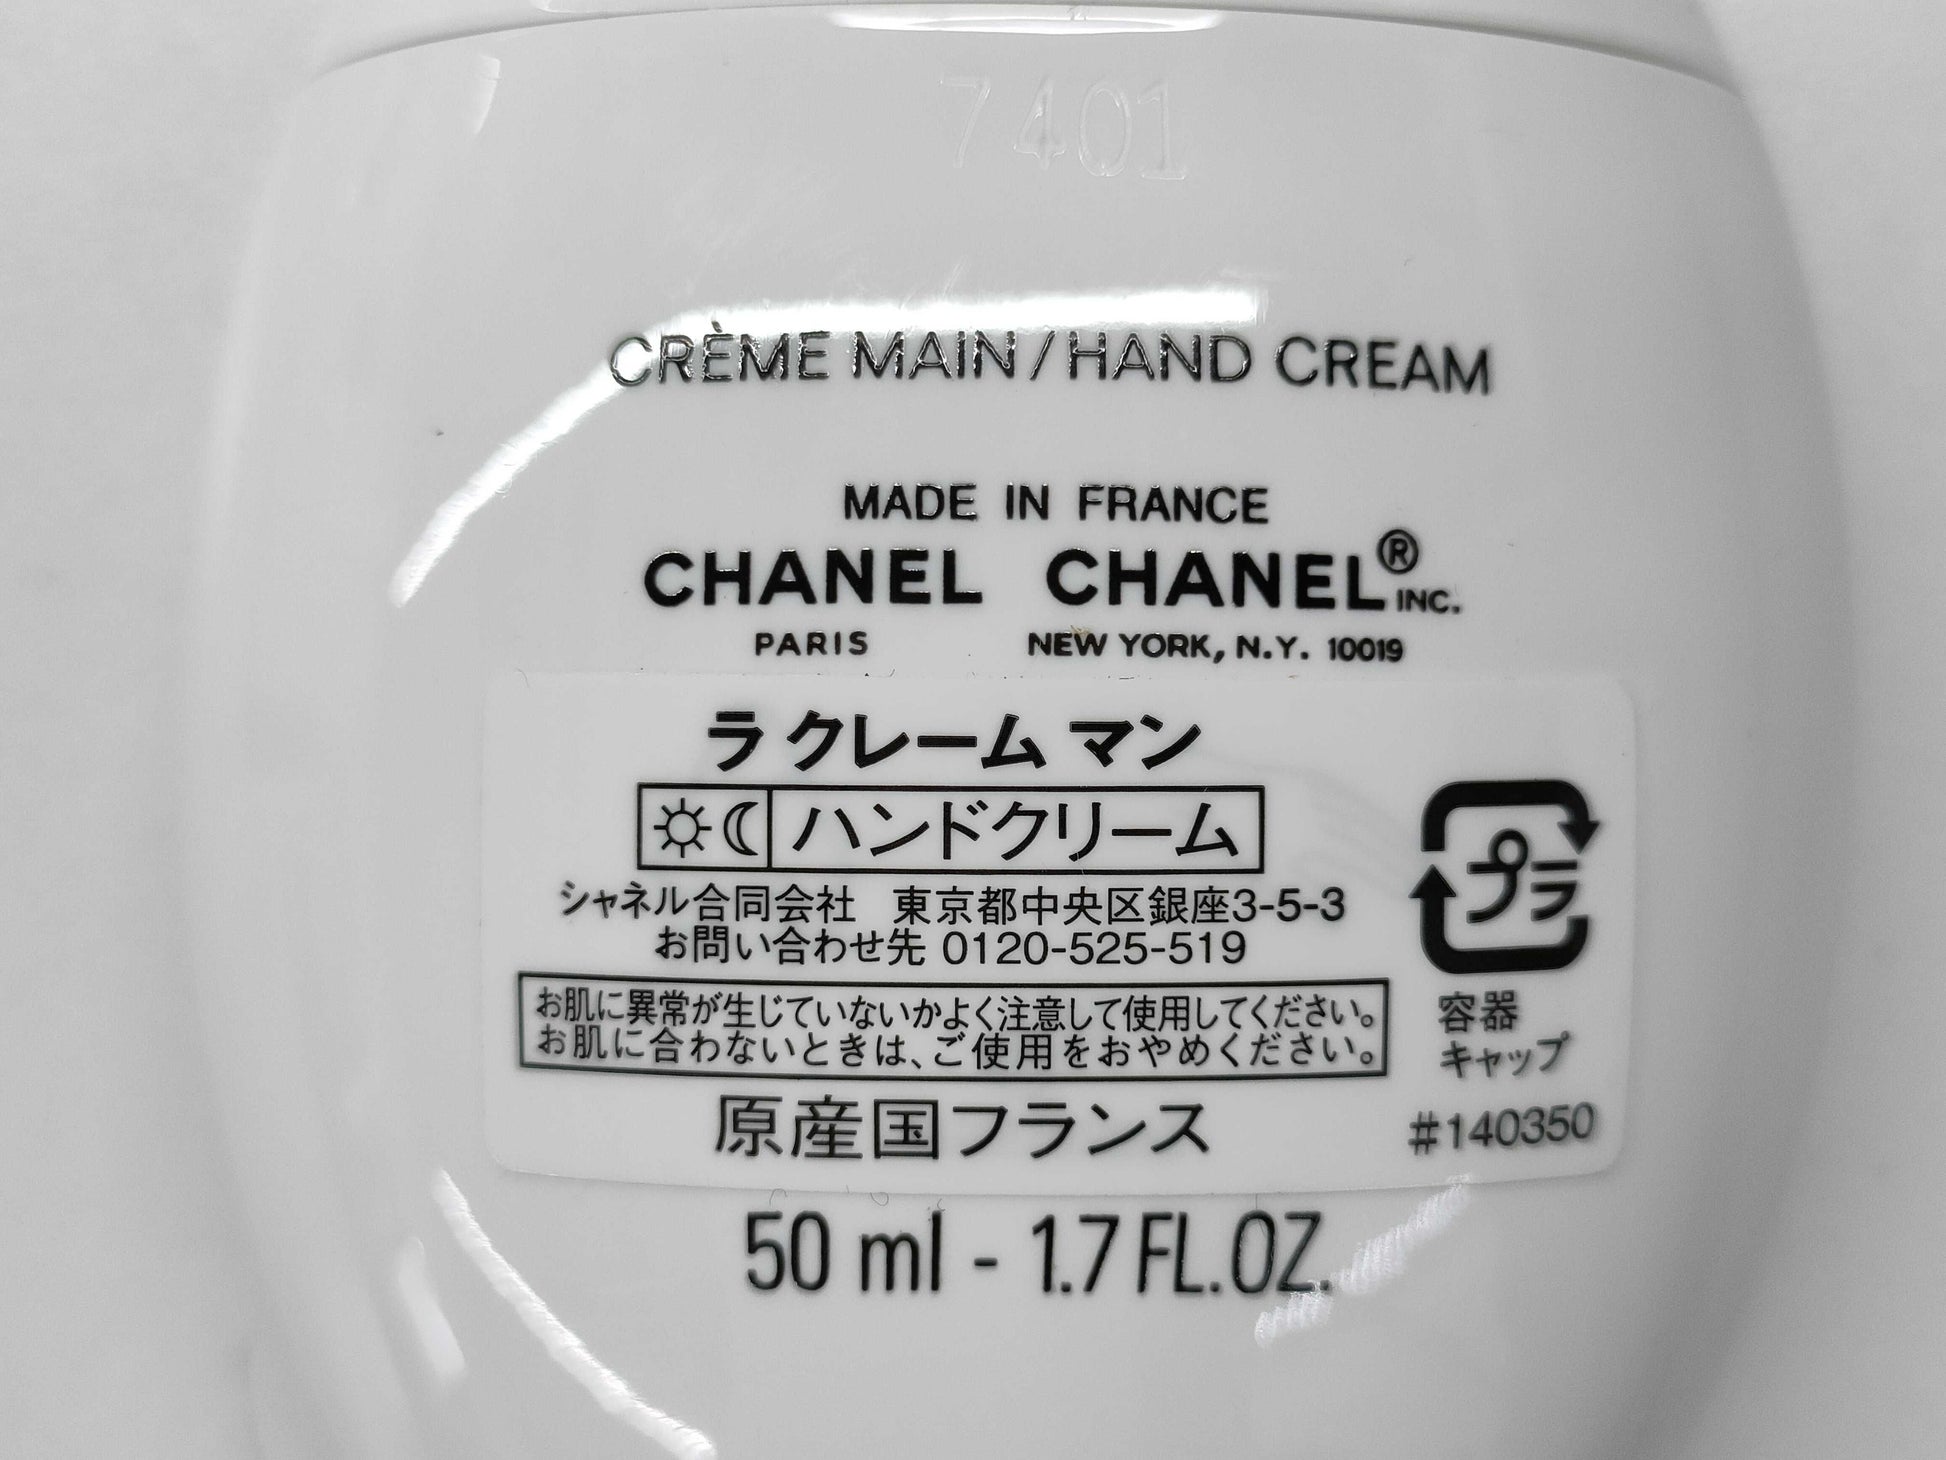 7401
CRÈME MAIN/HAND CREAM
MADE IN FRANCE
CHANEL CHANEL® INC.
PARIS NEW YORK, N.Y. 10019
ラ クレーム マン
ハンドクリーム
シャネル合同会社 東京都中央区銀座3-5-3
お問い合わせ先 0120-525-519
お肌に異常が生じていないかよく注意して使用してください。
お肌に合わないときは、ご使用をおやめください。
原産国フランス
プラ
容器
キャップ
#140350
50 ml - 1.7 FL.OZ.